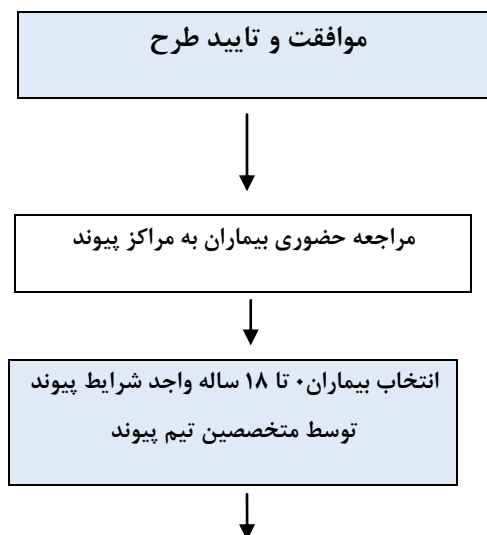 موافقت و تایید طرح
مراجعه حضوری بیماران به مراکز پیوند
انتخاب بیماران۰ تا ۱۸ ساله واجد شرایط پیوند
توسط متخصصین تیم پیوند